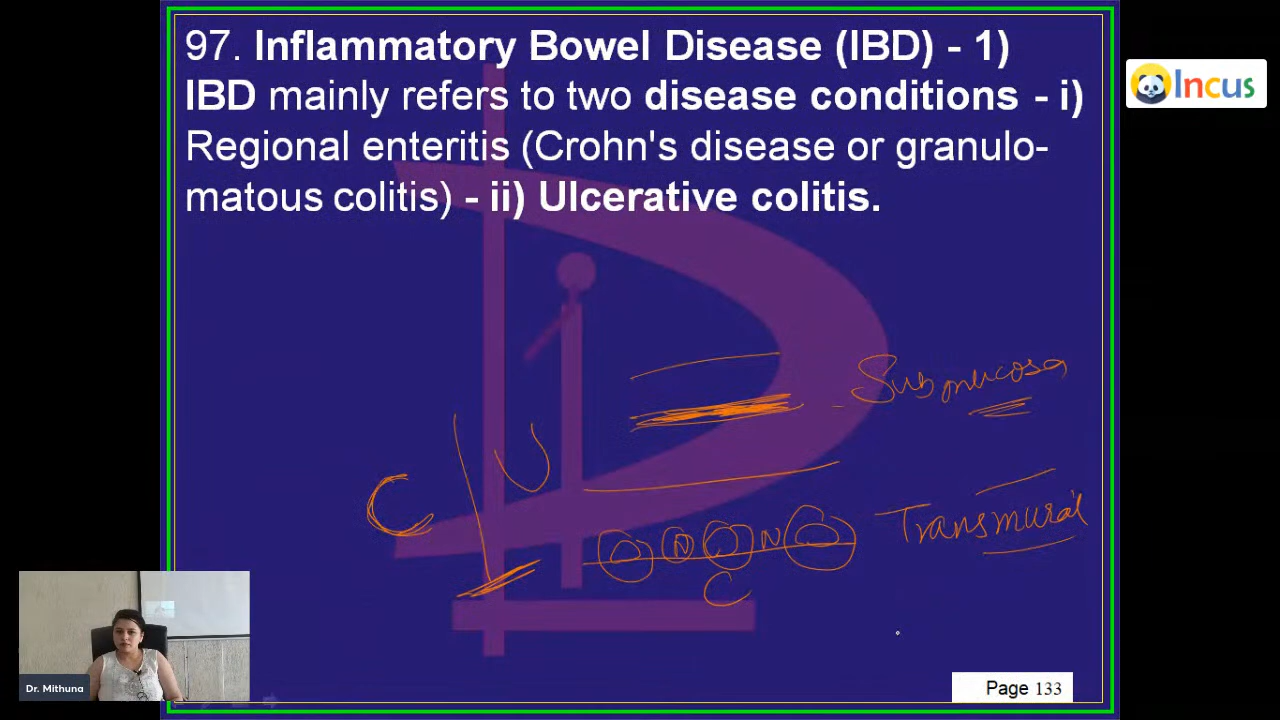 97. Inflammatory Bowel Disease (IBD) - 1)
IBD mainly refers to two disease conditions - i)
Regional enteritis (Crohn's disease or granulo-
matous colitis) - ii) Ulcerative colitis.
Incus
Submucosa
C U
N N
Transmural
C
Dr. Mithuna
Page 133